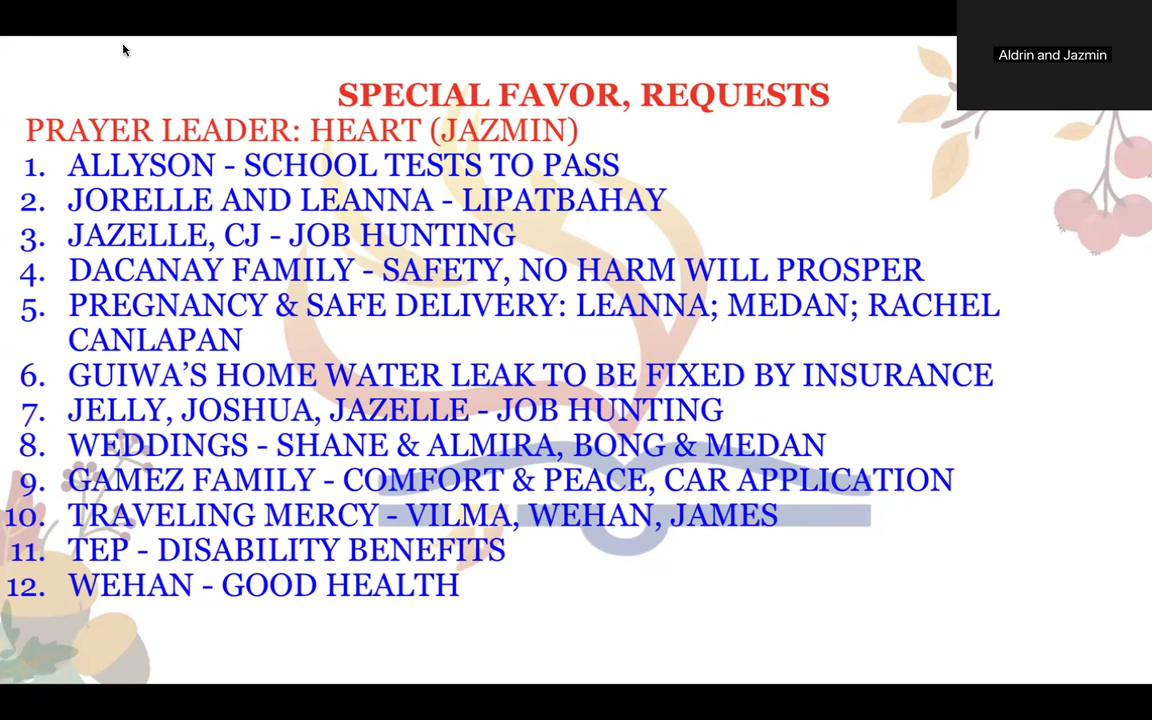 Aldrin and Jazmin
SPECIAL FAVOR, REQUESTS
PRAYER LEADER: HEART (JAZMIN)
1. ALLYSON - SCHOOL TESTS TO PASS
2. JORELLE AND LEANNA - LIPATBAHAY
3. JAZELLE, CJ - JOB HUNTING
4. DACANAY FAMILY - SAFETY, NO HARM WILL PROSPER
5. PREGNANCY & SAFE DELIVERY: LEANNA; MEDAN; RACHEL
CANLAPAN
6. GUIWA’S HOME WATER LEAK TO BE FIXED BY INSURANCE
7. JELLY, JOSHUA, JAZELLE - JOB HUNTING
8. WEDDINGS - SHANE & ALMIRA, BONG & MEDAN
9. GAMEZ FAMILY - COMFORT & PEACE, CAR APPLICATION
10. TRAVELING MERCY - VILMA, WEHAN, JAMES
11. TEP - DISABILITY BENEFITS
12. WEHAN - GOOD HEALTH